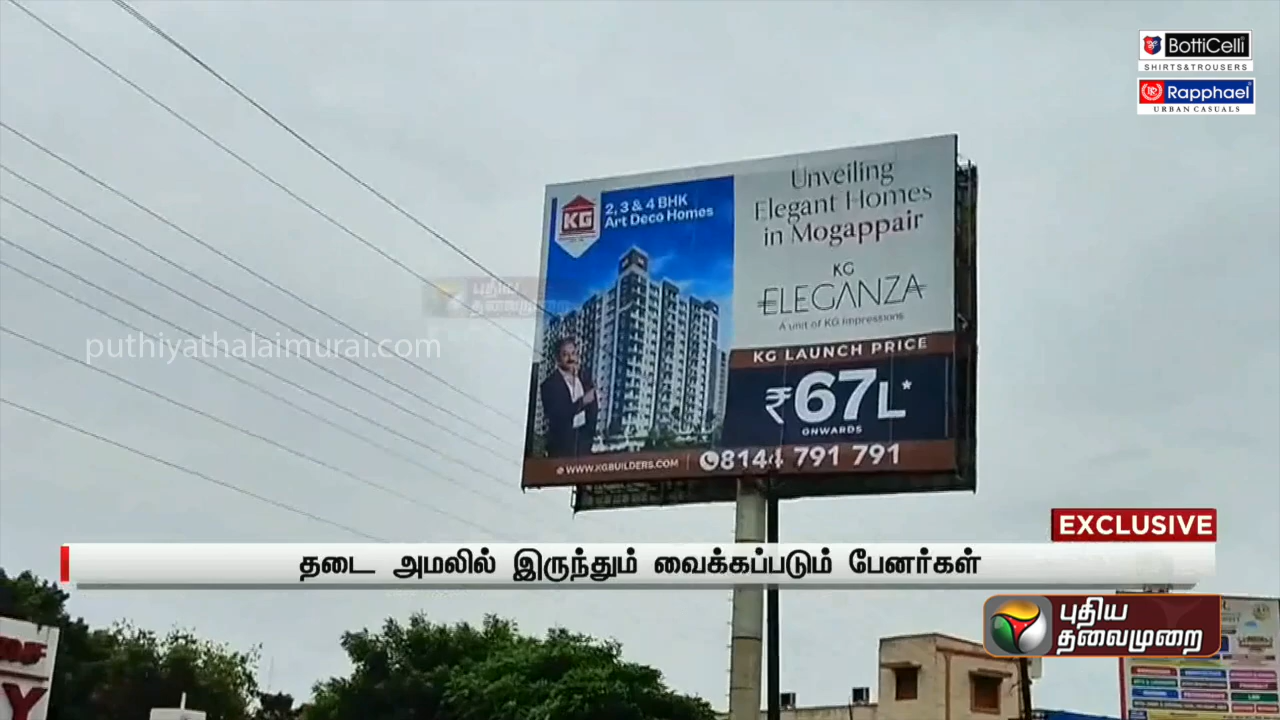 BottiCelli
SHIRTS&TROUSERS
Rapphael
URBAN CASUALS
KG
2, 3 & 4 BHK
Art Deco Homes
Unveiling
Elegant Homes
in Mogappair
KG
ELEGANZA
A unit of KG Impressions
KG LAUNCH PRICE
₹67L*
ONWARDS
WWW.KGBUILDERS.COM
8144 791 791
புதிய
தலைமுறை
puthiyathalaimurai.com
EXCLUSIVE
தடை அமலில் இருந்தும் வைக்கப்படும் பேனர்கள்
புதிய
தலைமுறை
Y